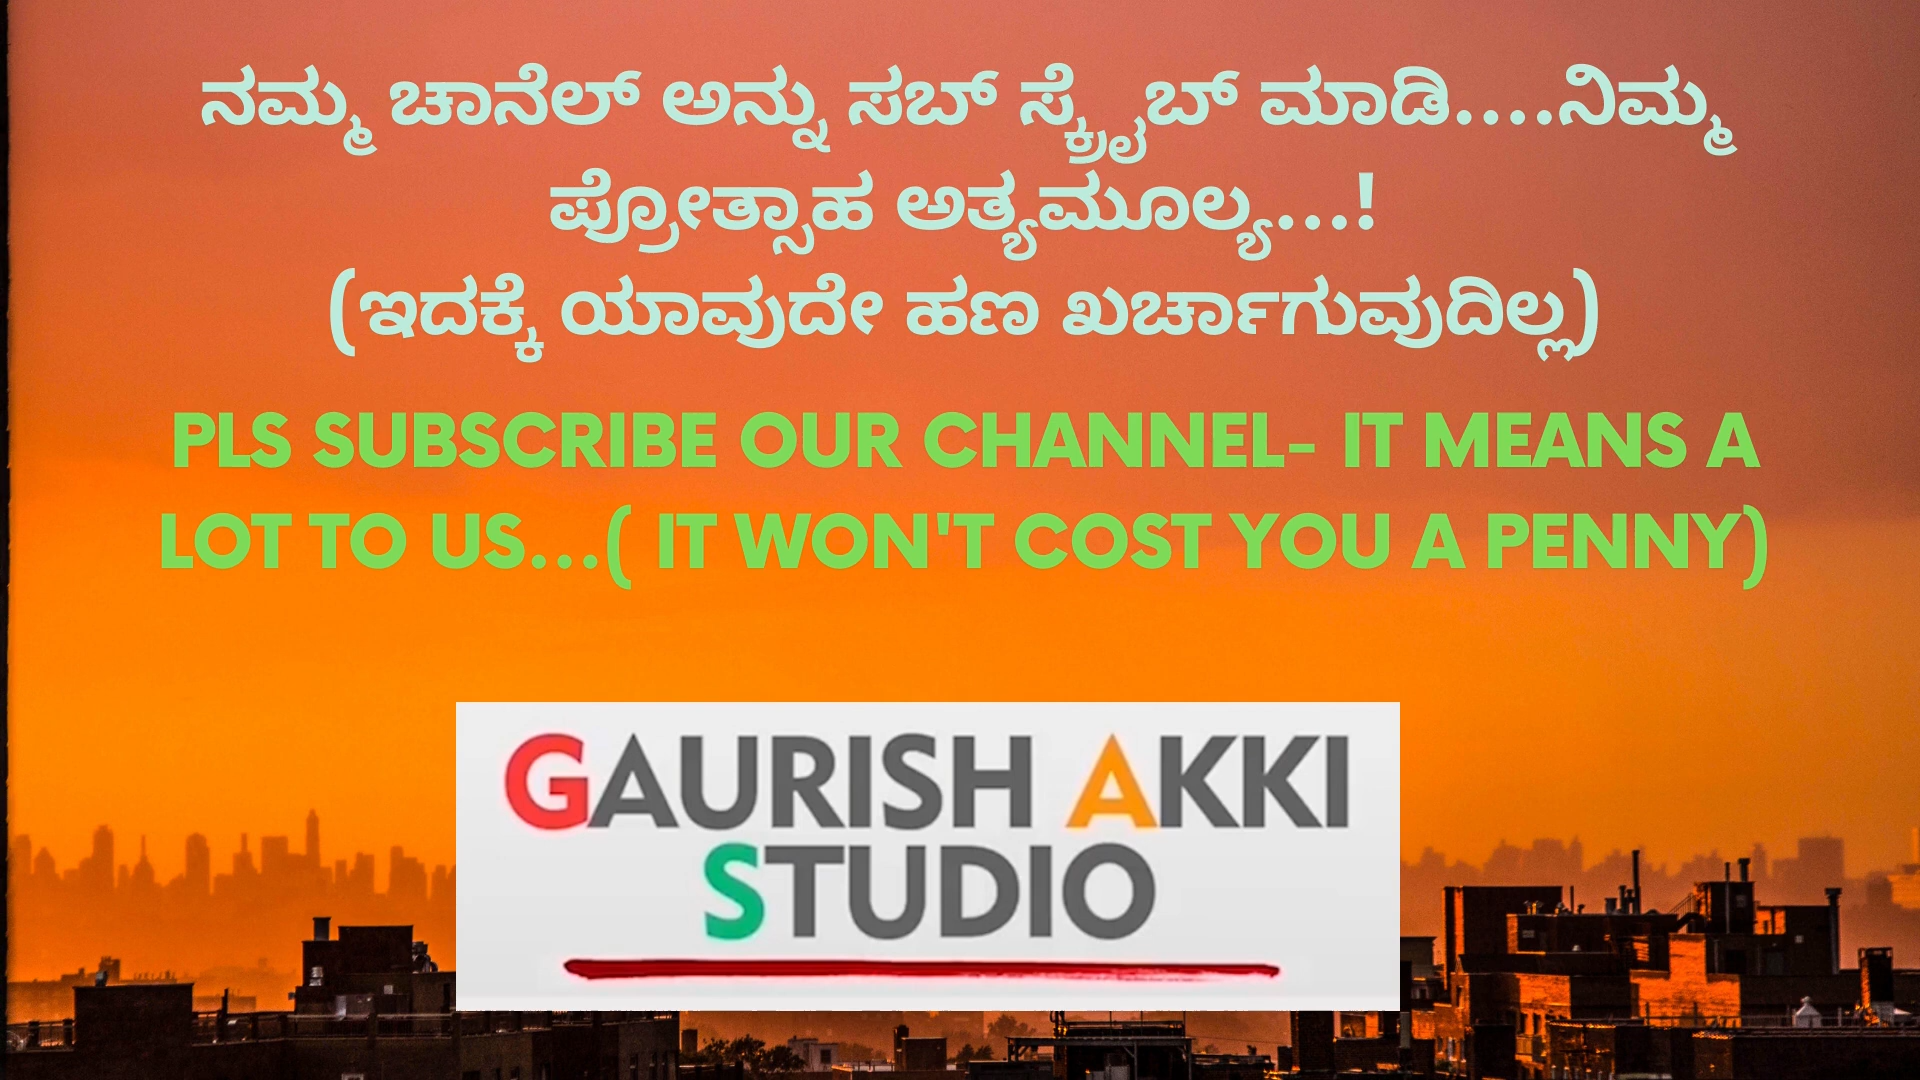 ನಮ್ಮ ಚಾನೆಲ್ ಅನ್ನು ಸಬ್ ಸ್ಕ್ರೈಬ್ ಮಾಡಿ....ನಿಮ್ಮ
ಪ್ರೋತ್ಸಾಹ ಅತ್ಯಮೂಲ್ಯ...!
(ಇದಕ್ಕೆ ಯಾವುದೇ ಹಣ ಖರ್ಚಾಗುವುದಿಲ್ಲ)
PLS SUBSCRIBE OUR CHANNEL- IT MEANS A
LOT TO US...( IT WON'T COST YOU A PENNY)
GAURISH AKKI
STUDIO